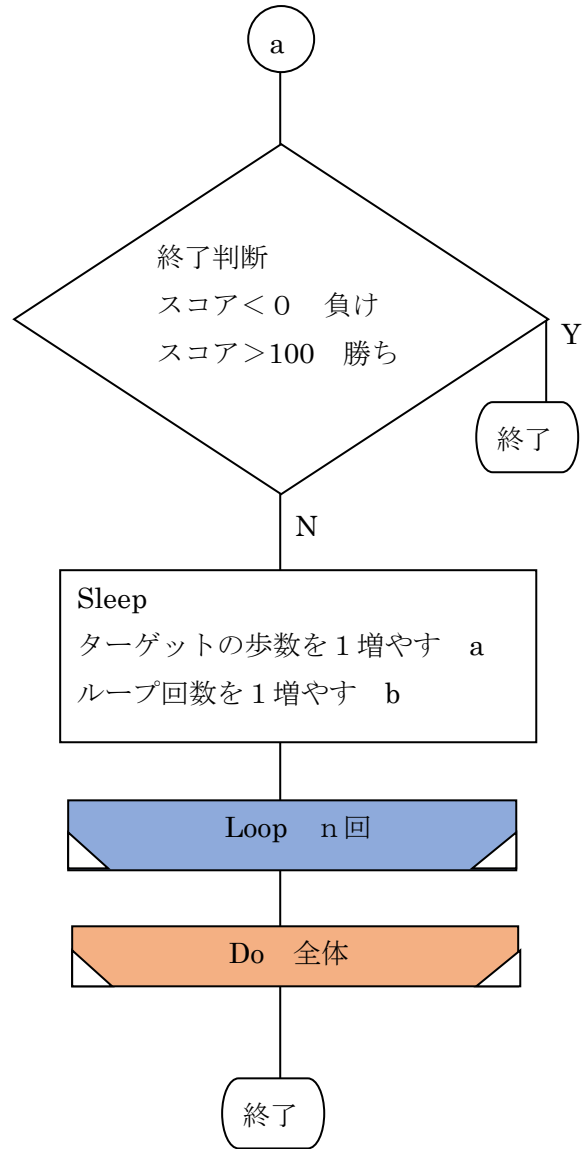 a
終了判断
スコア＜０　負け
スコア＞100　勝ち
Y
終了
N
Sleep
ターゲットの歩数を１増やす　a
ループ回数を１増やす　b
Loop　ｎ回
Do　全体
終了